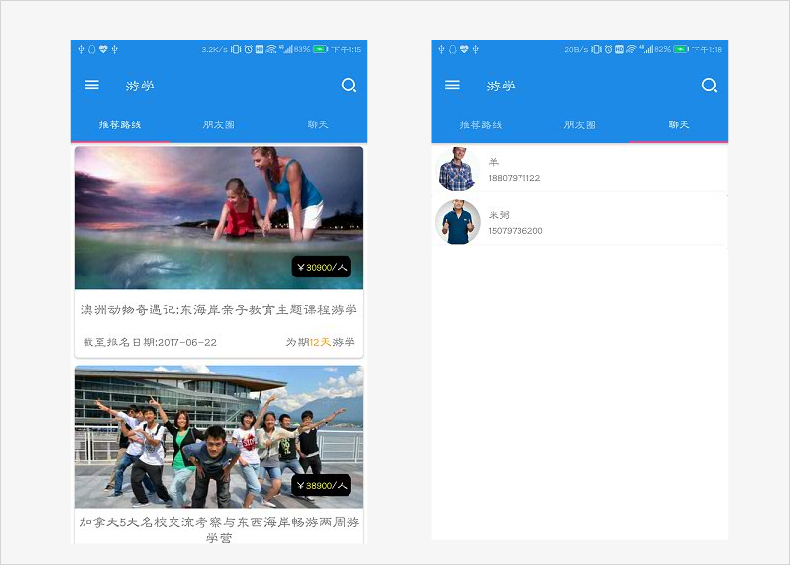 3.2K/s HD 4G 83% 下午1:15
游学
推荐路线 朋友圈 聊天
￥30900/人
澳洲动物奇遇记:东海岸亲子教育主题课程游学
截至报名日期:2017-06-22 为期12天游学
￥38900/人
加拿大5大名校交流考察与东西海岸畅游两周游
学营
20B/s HD 4G 82% 下午1:18
游学
推荐路线 朋友圈 聊天
羊
18807971122
米粥
15079736200